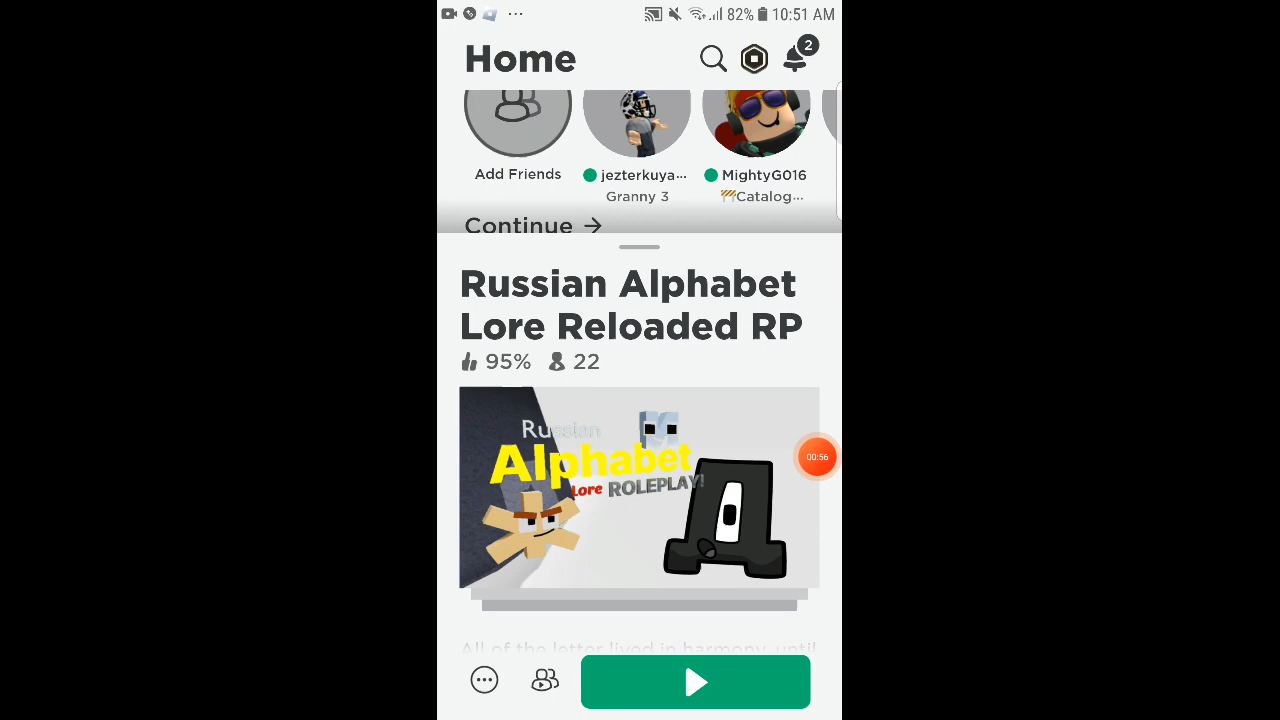 82% 10:51 AM
Home
2
Add Friends
jezterkuya...
MightyG016
Granny 3
Catalog...
Continue →
Russian Alphabet
Lore Reloaded RP
95% 22
Russian
Alphabet
Lore ROLEPLAY!
00:56
All of the letter lived in harmony, until